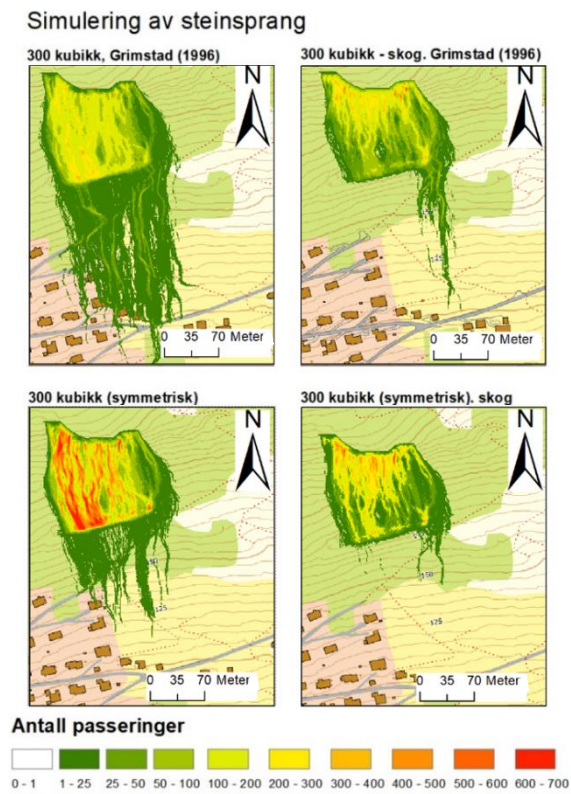 Simulering av steinsprang
300 kubikk, Grimstad (1996)
N
0 35 70 Meter
300 kubikk - skog. Grimstad (1996)
N
125
0 35 70 Meter
300 kubikk (symmetrisk)
N
150
125
0 35 70 Meter
300 kubikk (symmetrisk). skog
N
150
125
0 35 70 Meter
Antall passeringer
0 - 1 1 - 25 25 - 50 50 - 100 100 - 200 200 - 300 300 - 400 400 - 500 500 - 600 600 - 700